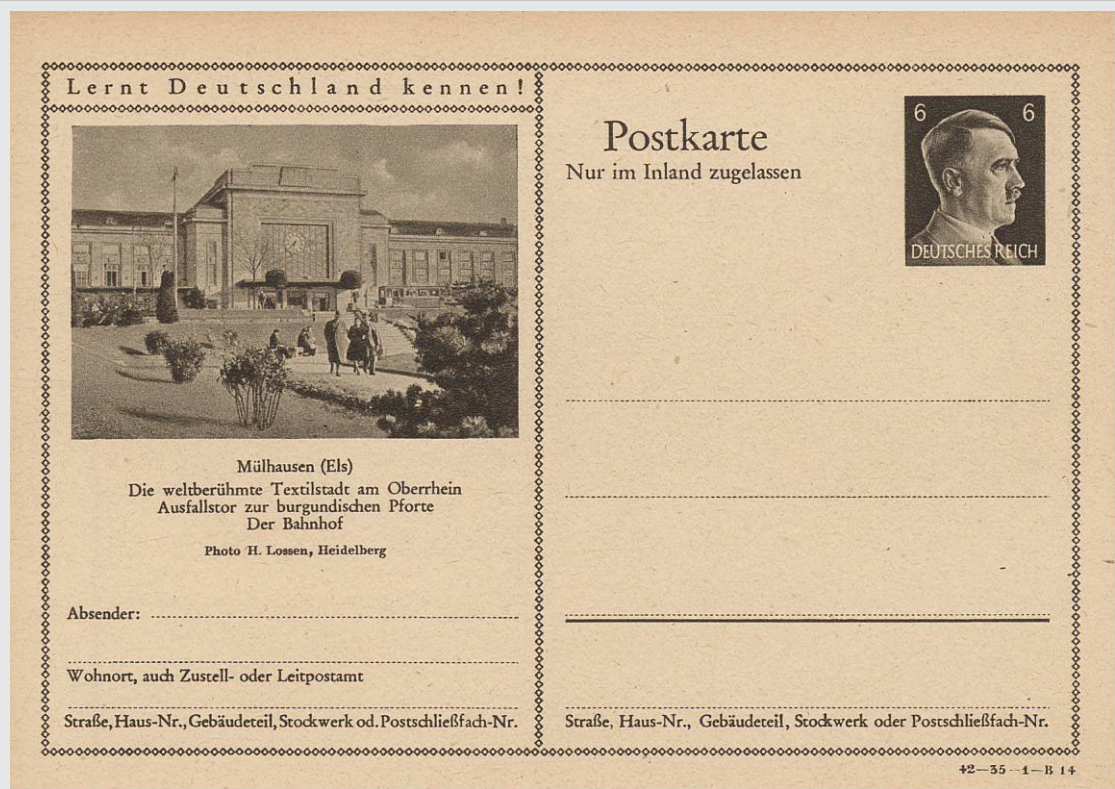 Lernt Deutschland kennen!
Mülhausen (Els)
Die weltberühmte Textilstadt am Oberrhein
Ausfallstor zur burgundischen Pforte
Der Bahnhof
Photo H. Lossen, Heidelberg
Absender:
Wohnort, auch Zustell- oder Leitpostamt
Straße, Haus-Nr., Gebäudeteil, Stockwerk od. Postschließfach-Nr.
Postkarte
Nur im Inland zugelassen
6 6
DEUTSCHES REICH
Straße, Haus-Nr., Gebäudeteil, Stockwerk oder Postschließfach-Nr.
42—35—1—B 14